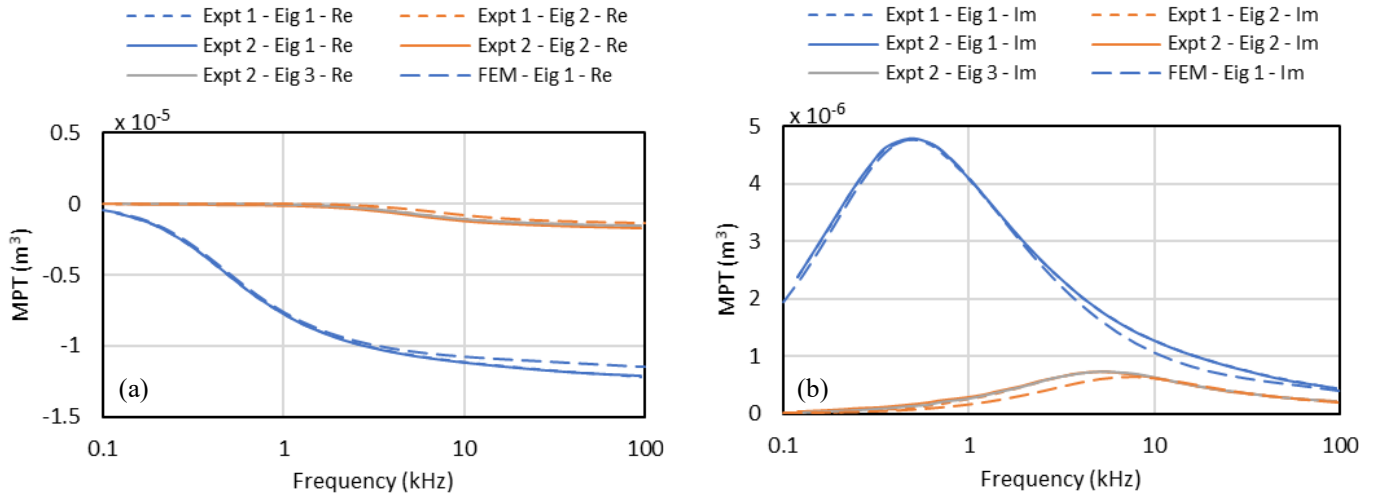 Expt 1 - Eig 1 - Re Expt 1 - Eig 2 - Re
Expt 2 - Eig 1 - Re Expt 2 - Eig 2 - Re
Expt 2 - Eig 3 - Re FEM - Eig 1 - Re
x 10⁻⁵
0.5
0
-0.5
-1
-1.5
MPT (m³)
(a)
0.1 1 10 100
Frequency (kHz)
Expt 1 - Eig 1 - Im Expt 1 - Eig 2 - Im
Expt 2 - Eig 1 - Im Expt 2 - Eig 2 - Im
Expt 2 - Eig 3 - Im FEM - Eig 1 - Im
x 10⁻⁶
5
4
3
2
1
0
MPT (m³)
(b)
0.1 1 10 100
Frequency (kHz)